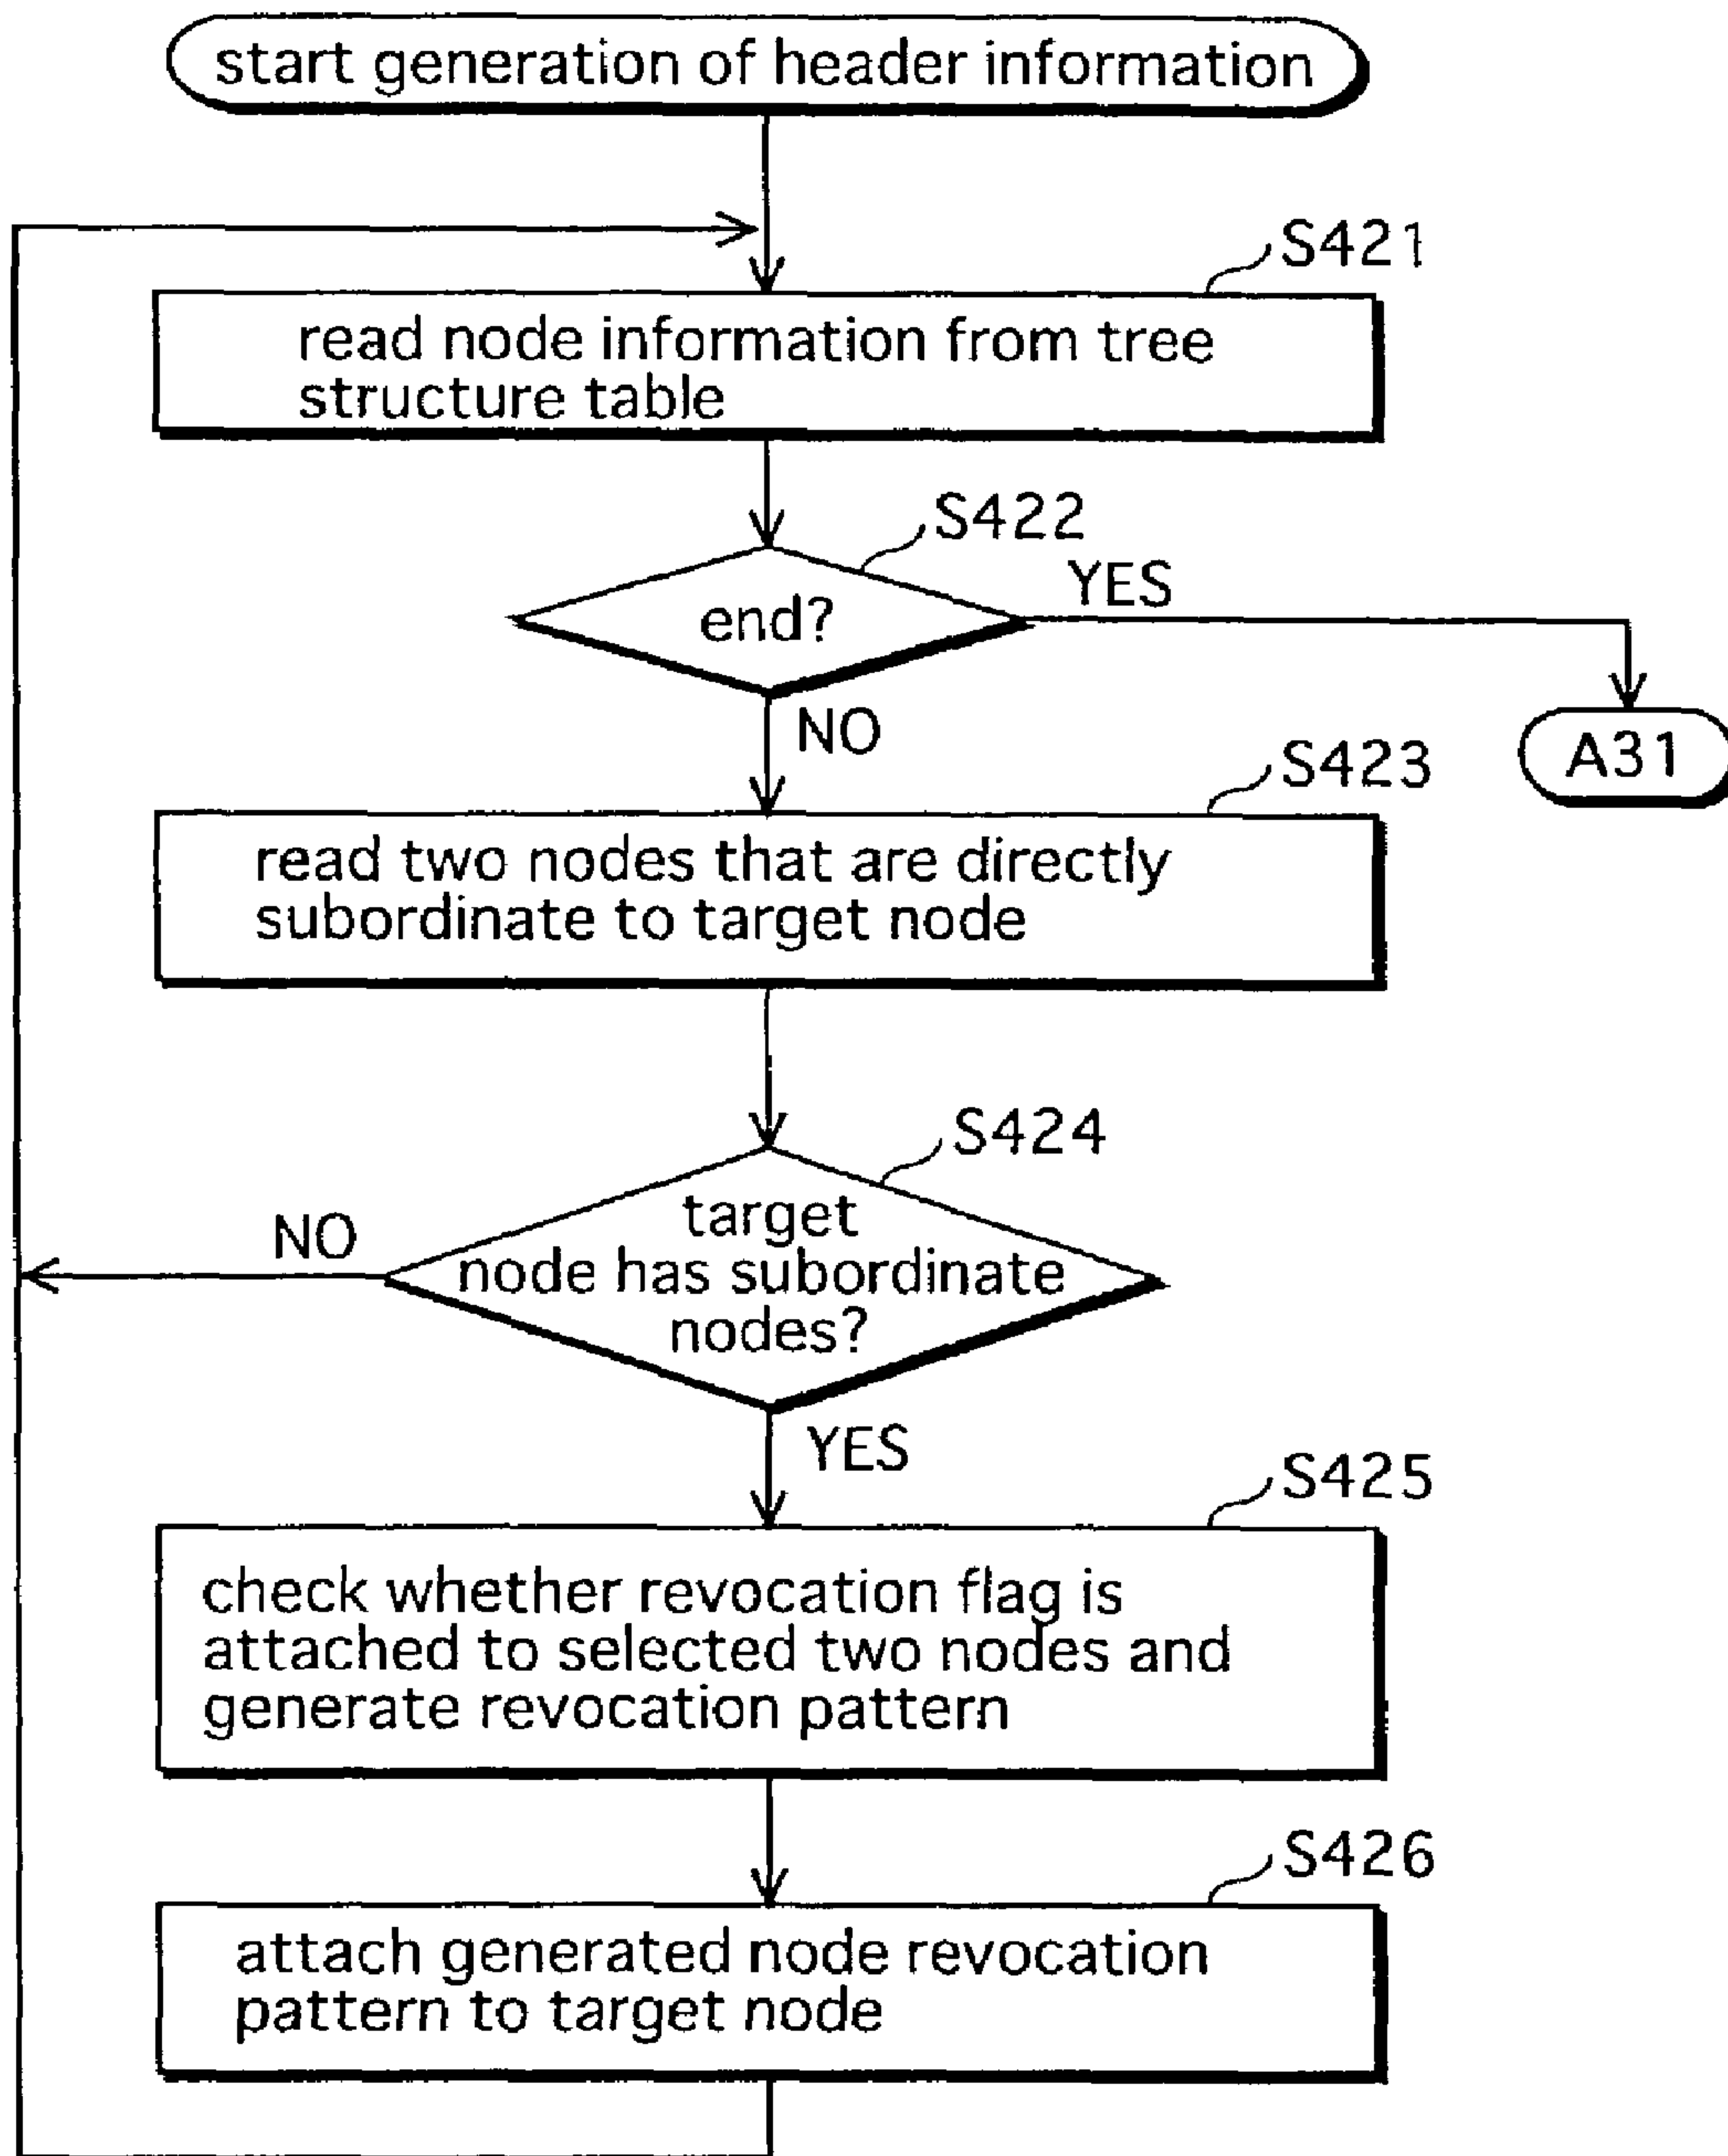 start generation of header information
S421
read node information from tree
structure table
S422
YES
end?
NO
A31
S423
read two nodes that are directly
subordinate to target node
S424
NO
target
node has subordinate
nodes?
YES
S425
check whether revocation flag is
attached to selected two nodes and
generate revocation pattern
S426
attach generated node revocation
pattern to target node